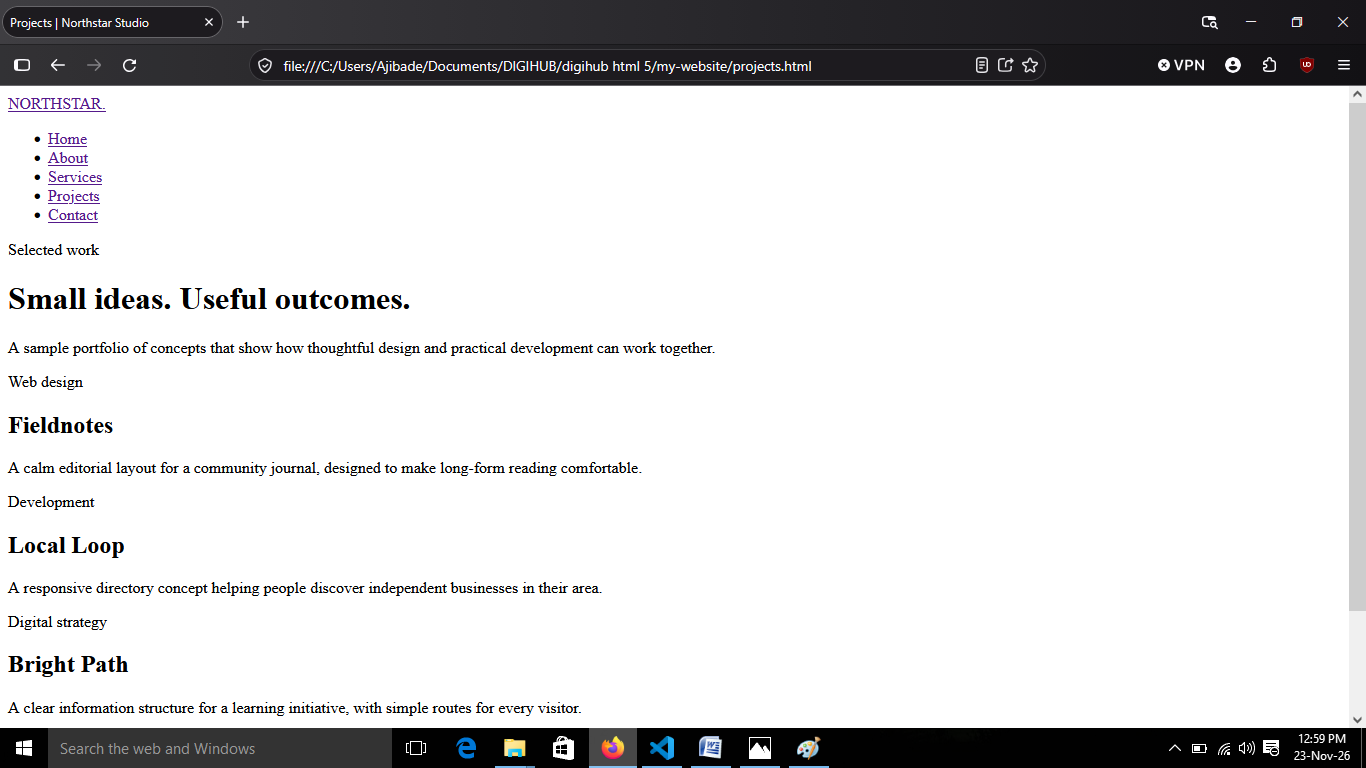 Projects | Northstar Studio
file:///C:/Users/Ajibade/Documents/DIGIHUB/digihub html 5/my-website/projects.html
VPN
UD
NORTHSTAR.
Home
About
Services
Projects
Contact
Selected work
Small ideas. Useful outcomes.
A sample portfolio of concepts that show how thoughtful design and practical development can work together.
Web design
Fieldnotes
A calm editorial layout for a community journal, designed to make long-form reading comfortable.
Development
Local Loop
A responsive directory concept helping people discover independent businesses in their area.
Digital strategy
Bright Path
A clear information structure for a learning initiative, with simple routes for every visitor.
Search the web and Windows
12:59 PM
23-Nov-26